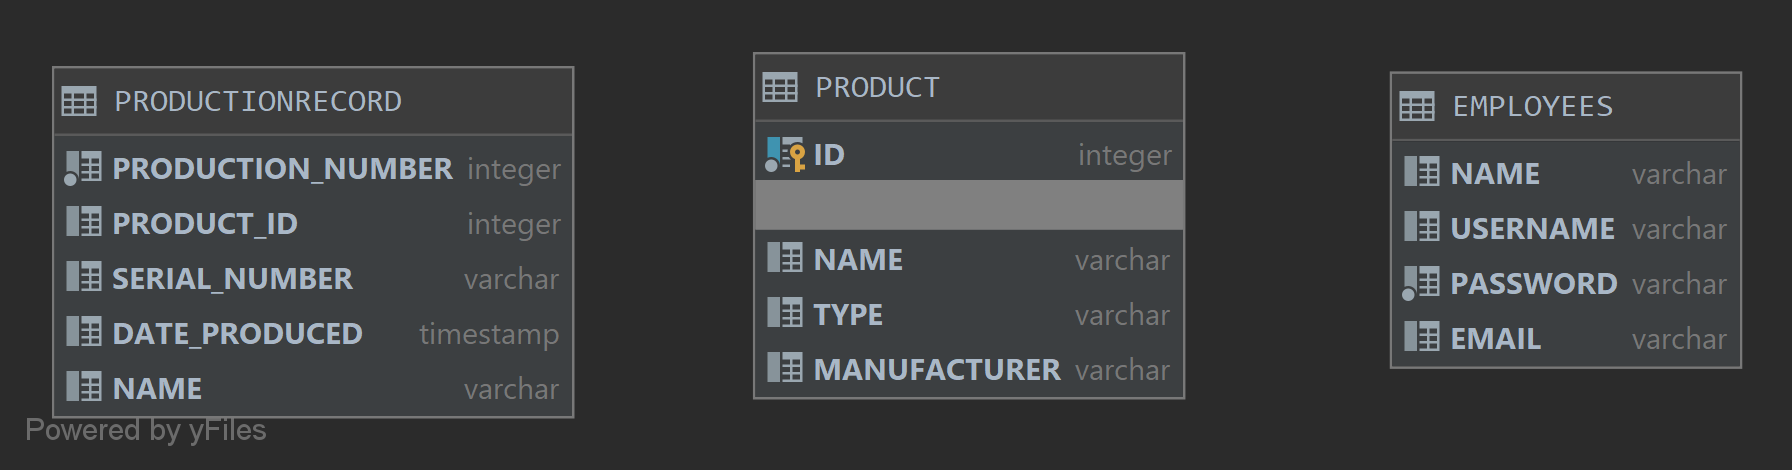 PRODUCTIONRECORD
PRODUCTION_NUMBER integer
PRODUCT_ID integer
SERIAL_NUMBER varchar
DATE_PRODUCED timestamp
NAME varchar
Powered by yFiles
PRODUCT
ID integer
NAME varchar
TYPE varchar
MANUFACTURER varchar
EMPLOYEES
NAME varchar
USERNAME varchar
PASSWORD varchar
EMAIL varchar